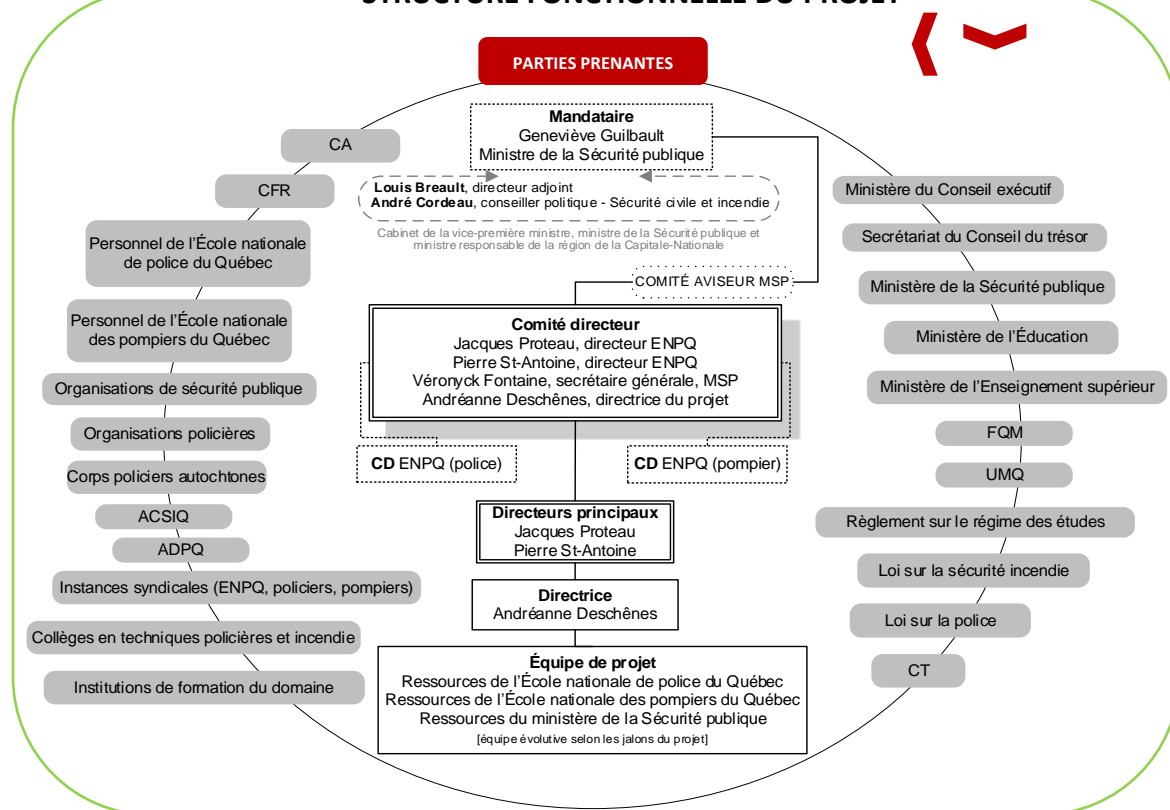 STRUCTURE FONCTIONNELLE DU PROJET
PARTIES PRENANTES
Mandataire
Geneviève Guilbault
Ministre de la Sécurité publique
Louis Breault, directeur adjoint
André Cordeau, conseiller politique - Sécurité civile et incendie
Cabinet de la vice-première ministre, ministre de la Sécurité publique et
ministre responsable de la région de la Capitale-Nationale
COMITÉ AVISEUR MSP
Comité directeur
Jacques Proteau, directeur ENPQ
Pierre St-Antoine, directeur ENPQ
Véronyck Fontaine, secrétaire générale, MSP
Andréanne Deschênes, directrice du projet
CD ENPQ (police)
CD ENPQ (pompier)
Directeurs principaux
Jacques Proteau
Pierre St-Antoine
Directrice
Andréanne Deschênes
Équipe de projet
Ressources de l'École nationale de police du Québec
Ressources de l'École nationale des pompiers du Québec
Ressources du ministère de la Sécurité publique
[équipe évolutive selon les jalons du projet]
CA
CFR
Personnel de l'École nationale
de police du Québec
Personnel de l'École nationale
des pompiers du Québec
Organisations de sécurité publique
Organisations policières
Corps policiers autochtones
ACSIQ
ADPQ
Instances syndicales (ENPQ, policiers, pompiers)
Collèges en techniques policières et incendie
Institutions de formation du domaine
Ministère du Conseil exécutif
Secrétariat du Conseil du trésor
Ministère de la Sécurité publique
Ministère de l'Éducation
Ministère de l'Enseignement supérieur
FQM
UMQ
Règlement sur le régime des études
Loi sur la sécurité incendie
Loi sur la police
CT